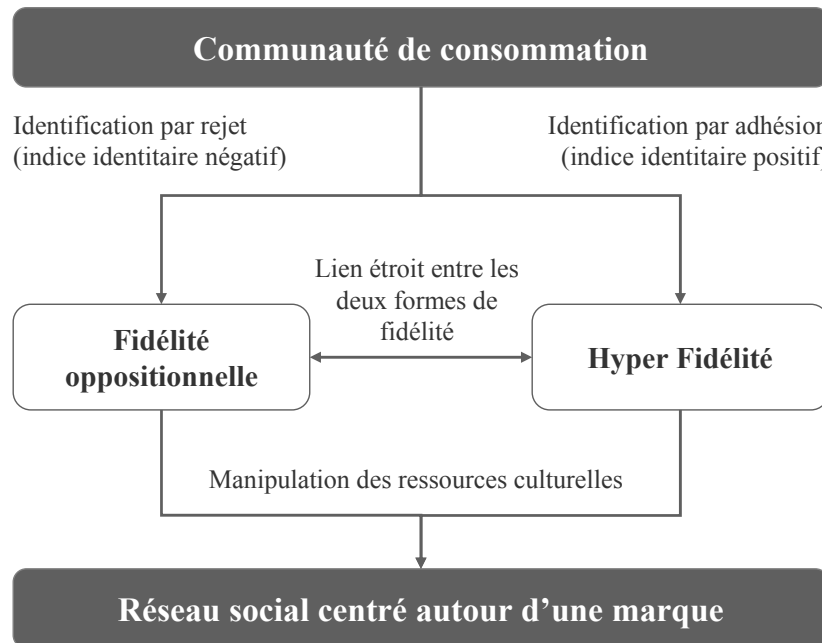 Communauté de consommation
Identification par rejet
(indice identitaire négatif)
Identification par adhésion
(indice identitaire positif)
Lien étroit entre les
deux formes de
fidélité
Fidélité
oppositionnelle
Hyper Fidélité
Manipulation des ressources culturelles
Réseau social centré autour d’une marque